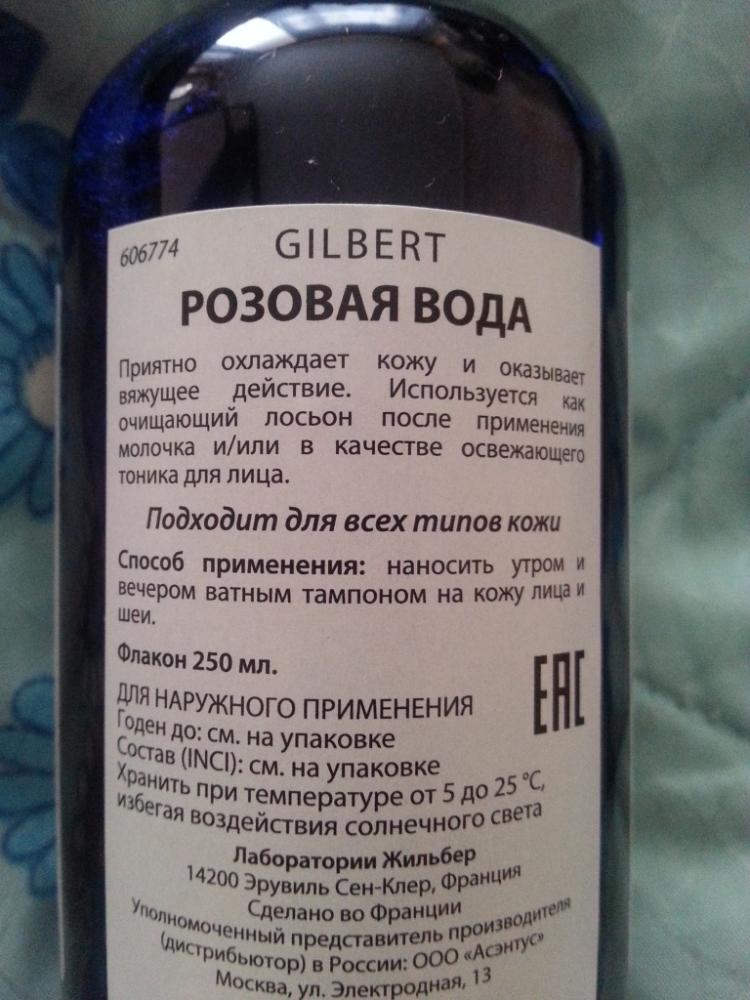 606774
GILBERT
РОЗОВАЯ ВОДА
Приятно охлаждает кожу и оказывает
вяжущее действие. Используется как
очищающий лосьон после применения
молочка и/или в качестве освежающего
тоника для лица.
Подходит для всех типов кожи
Способ применения: наносить утром и
вечером ватным тампоном на кожу лица и
шеи.
Флакон 250 мл.
EAC
ДЛЯ НАРУЖНОГО ПРИМЕНЕНИЯ
Годен до: см. на упаковке
Состав (INCI): см. на упаковке
Хранить при температуре от 5 до 25 °C,
избегая воздействия солнечного света
Лаборатории Жильбер
14200 Эрувиль Сен-Клер, Франция
Сделано во Франции
Уполномоченный представитель производителя
(дистрибьютор) в России: ООО «Асэнтус»
Москва, ул. Электродная, 13